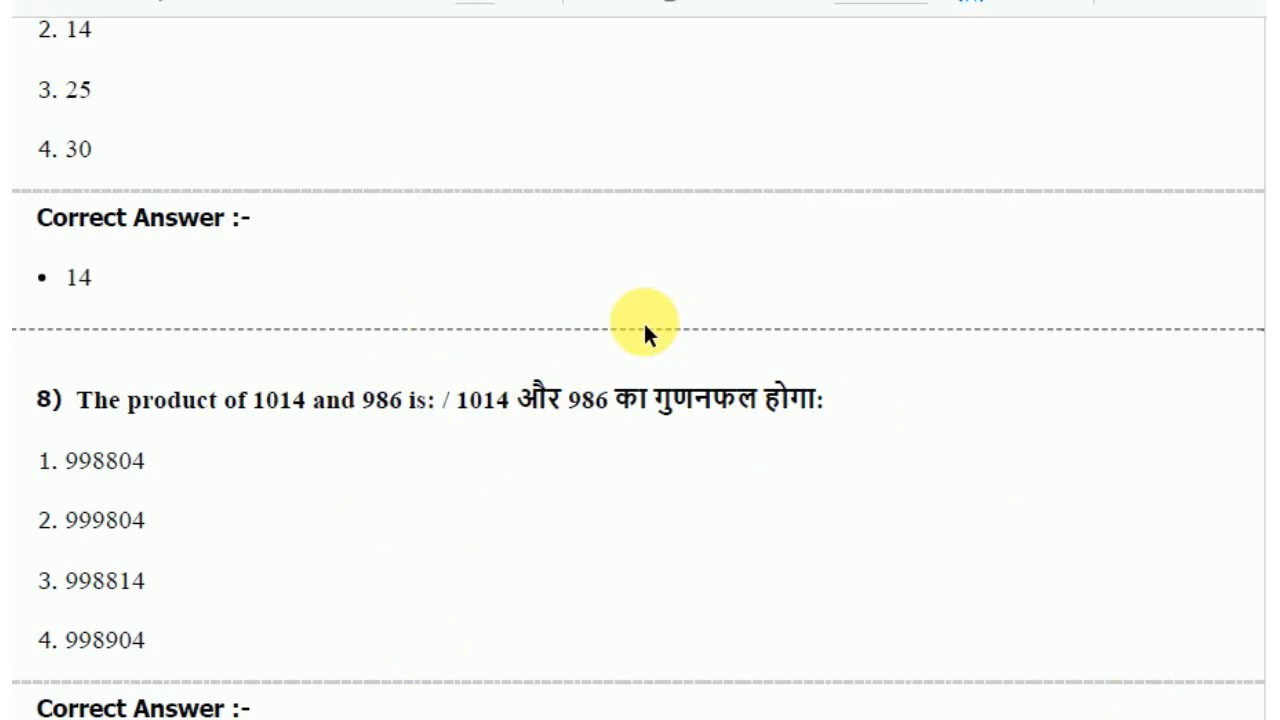 2. 14
3. 25
4. 30
Correct Answer :-
• 14
8) The product of 1014 and 986 is: / 1014 और 986 का गुणनफल होगा:
1. 998804
2. 999804
3. 998814
4. 998904
Correct Answer :-